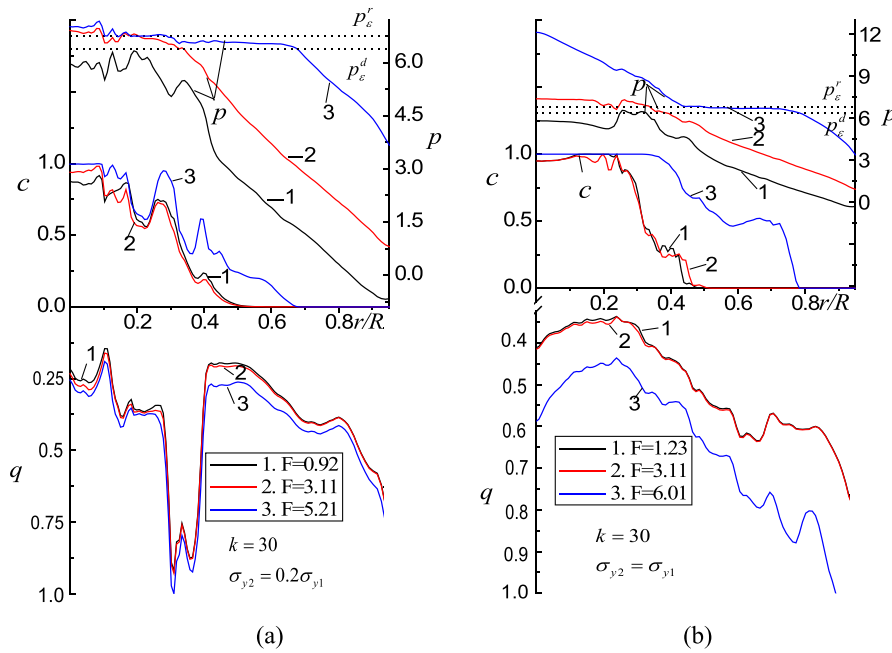 p_ε^r
6.0
p_ε^d
4.5
3
p
p
2
3.0
1.0
c
3
1
1.5
0.5
2
1
0.0
0.0
0.2 0.4 0.6 0.8 r/R
1
0.25
2
3
0.5
q
1. F=0.92
2. F=3.11
3. F=5.21
0.75
k = 30
σ_y2 = 0.2σ_y1
1.0
(a)
12
9
p
p_ε^r
6
3
p_ε^d
p
2
1.0
3
c
c
1
0
3
0.5
1
2
0.0
0.2 0.4 0.6 0.8 r/R
0.4
1
2
0.5
3
0.6
1. F=1.23
2. F=3.11
3. F=6.01
0.7
q
0.8
k = 30
0.9
σ_y2 = σ_y1
1.0
(b)